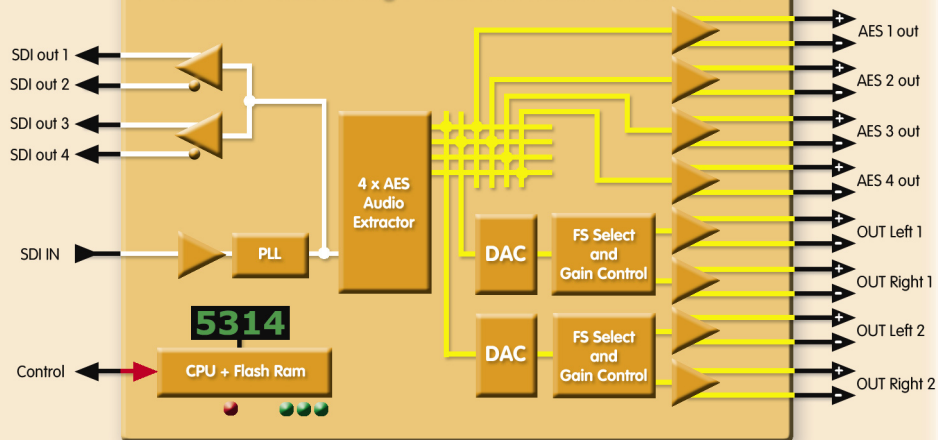 SDI out 1
SDI out 2
SDI out 3
SDI out 4
SDI IN
Control
PLL
5314
CPU + Flash Ram
4 x AES
Audio
Extractor
DAC
FS Select
and
Gain Control
DAC
FS Select
and
Gain Control
+
AES 1 out
-
+
AES 2 out
-
+
AES 3 out
-
+
AES 4 out
-
+
OUT Left 1
-
+
OUT Right 1
-
+
OUT Left 2
-
+
OUT Right 2
-